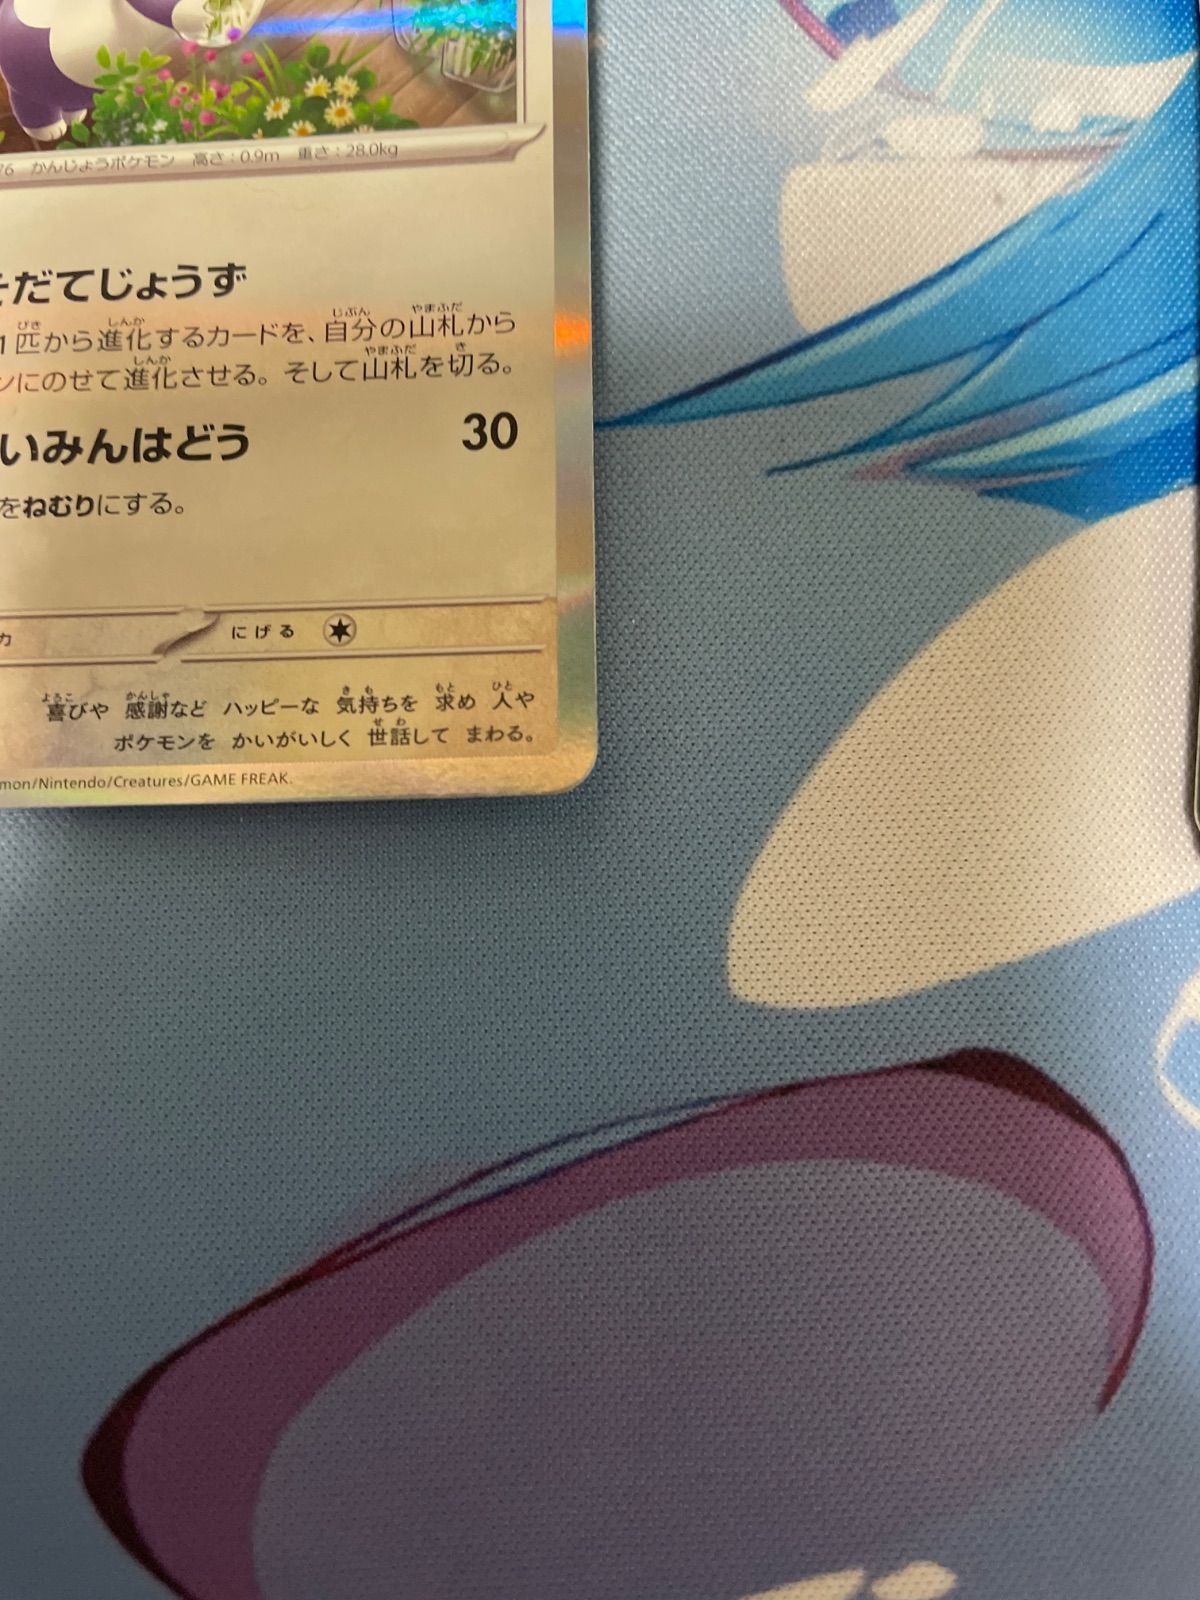 76 かんじょうポケモン 高さ:0.9m 重さ:28.0kg
だてじょうず
1匹から進化するカードを、自分の山札から
ンにのせて進化させる。そして山札を切る。
いみんはどう 30
をねむりにする。
カ にげる
喜びや 感謝など ハッピーな 気持ちを 求め 人や
ポケモンを かいがいしく 世話して まわる。
mon/Nintendo/Creatures/GAME FREAK.